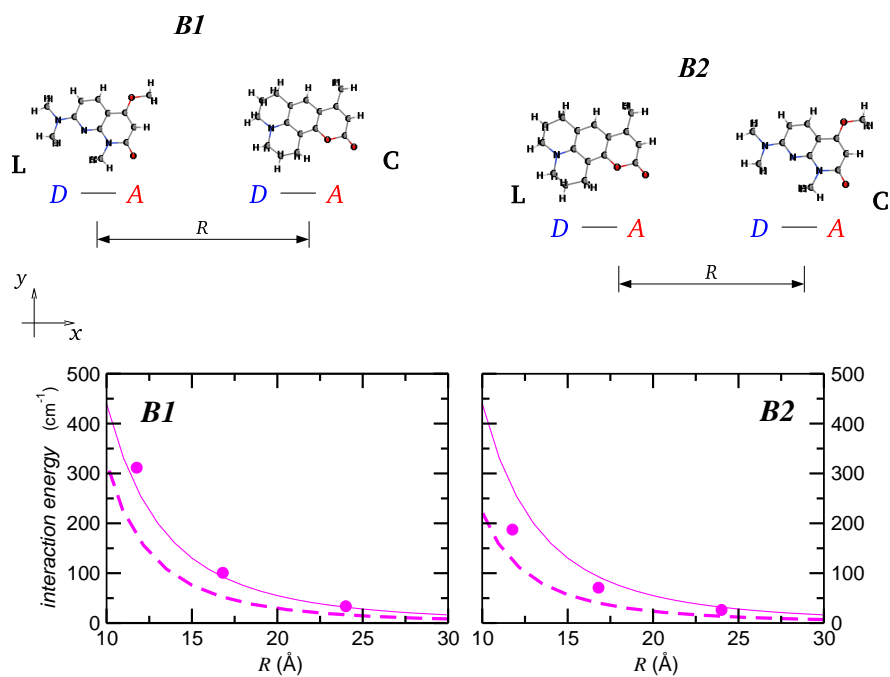 B1
B2
L
C
D — A
D — A
R
L
C
D — A
D — A
R
y
x
interaction energy (cm⁻¹)
500
400
300
200
100
0
B1
10
15
20
25
30
R (Å)
B2
500
400
300
200
100
0
10
15
20
25
30
R (Å)